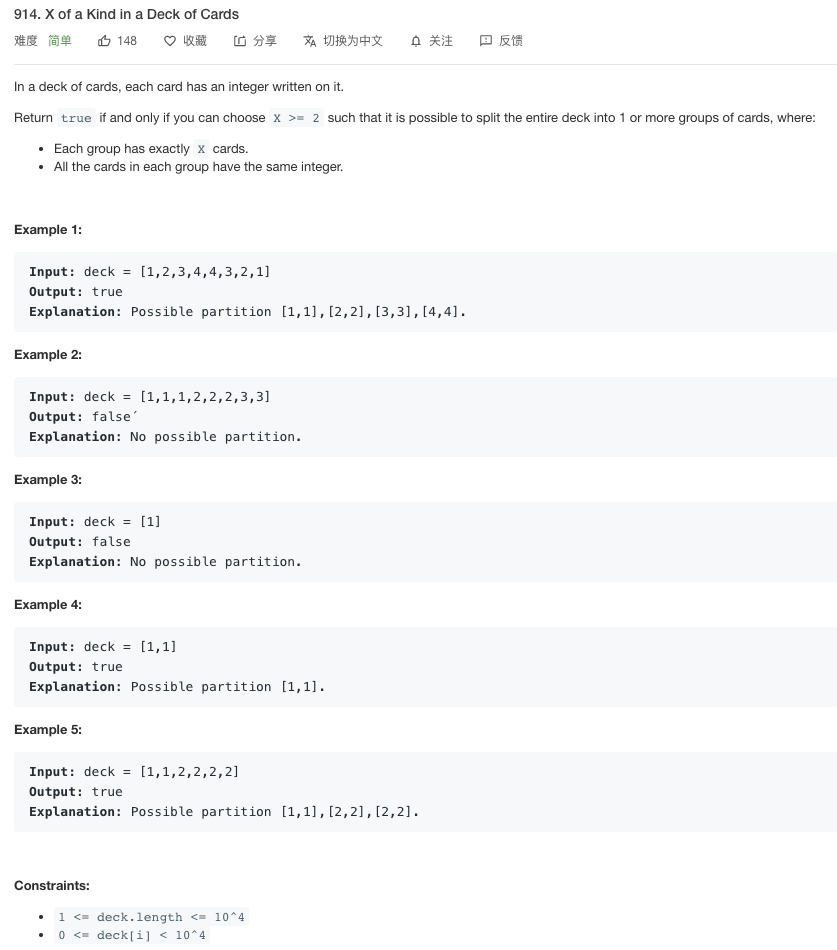 914. X of a Kind in a Deck of Cards
难度 简单 148 收藏 分享 切换为中文 关注 反馈
In a deck of cards, each card has an integer written on it.
Return true if and only if you can choose X >= 2 such that it is possible to split the entire deck into 1 or more groups of cards, where:
• Each group has exactly X cards.
• All the cards in each group have the same integer.
Example 1:
Input: deck = [1,2,3,4,4,3,2,1]
Output: true
Explanation: Possible partition [1,1],[2,2],[3,3],[4,4].
Example 2:
Input: deck = [1,1,1,2,2,2,3,3]
Output: false´
Explanation: No possible partition.
Example 3:
Input: deck = [1]
Output: false
Explanation: No possible partition.
Example 4:
Input: deck = [1,1]
Output: true
Explanation: Possible partition [1,1].
Example 5:
Input: deck = [1,1,2,2,2,2]
Output: true
Explanation: Possible partition [1,1],[2,2],[2,2].
Constraints:
• 1 <= deck.length <= 10^4
• 0 <= deck[i] < 10^4